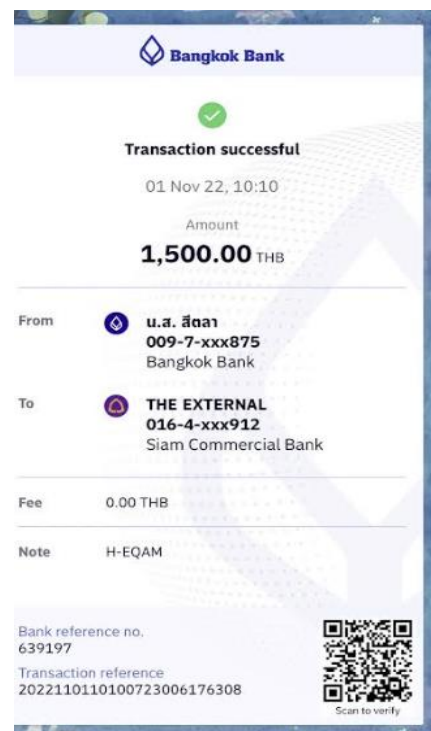 Bangkok Bank
Transaction successful
01 Nov 22, 10:10
Amount
1,500.00 THB
From
น.ส. สีตลา
009-7-xxx875
Bangkok Bank
To
THE EXTERNAL
016-4-xxx912
Siam Commercial Bank
Fee 0.00 THB
Note H-EQAM
Bank reference no.
639197
Transaction reference
2022110110100723006176308
Scan to verify